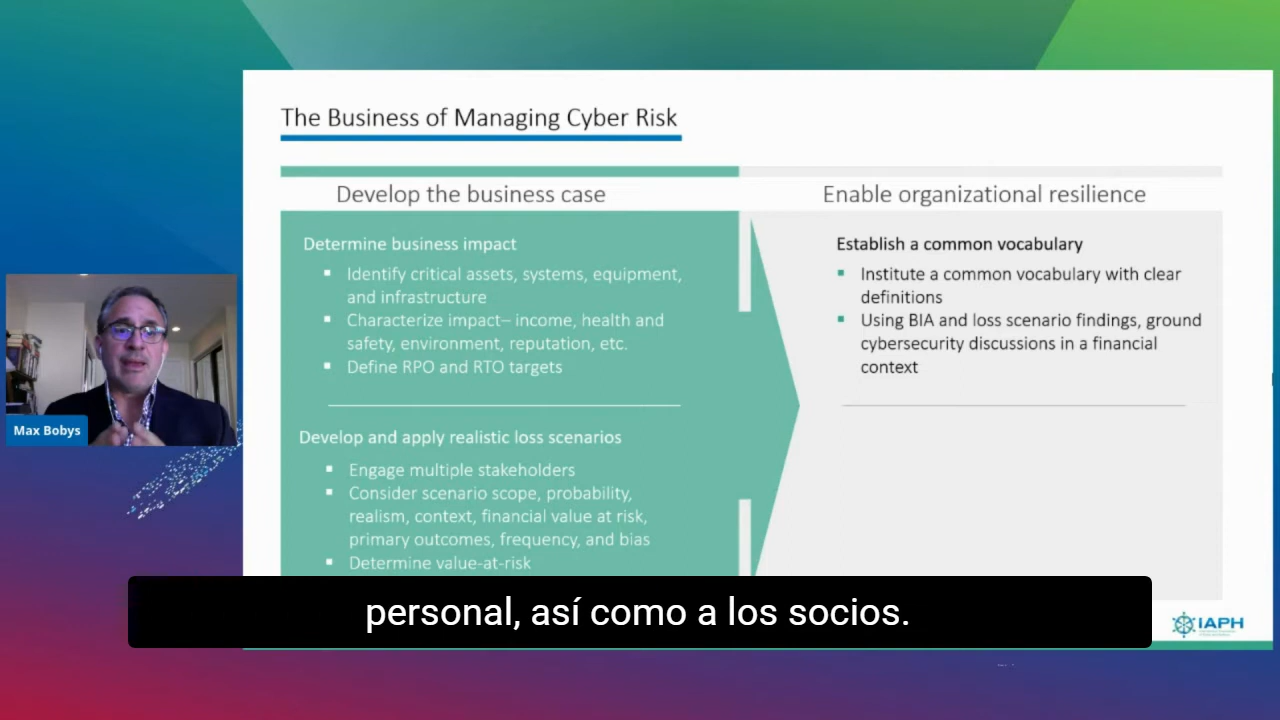 The Business of Managing Cyber Risk
Develop the business case
Determine business impact
▪ Identify critical assets, systems, equipment,
and infrastructure
▪ Characterize impact– income, health and
safety, environment, reputation, etc.
▪ Define RPO and RTO targets
Develop and apply realistic loss scenarios
▪ Engage multiple stakeholders
▪ Consider scenario scope, probability,
realism, context, financial value at risk,
primary outcomes, frequency, and bias
▪ Determine value-at-risk
Enable organizational resilience
Establish a common vocabulary
▪ Institute a common vocabulary with clear
definitions
▪ Using BIA and loss scenario findings, ground
cybersecurity discussions in a financial
context
Max Bobys
personal, así como a los socios.
IAPH